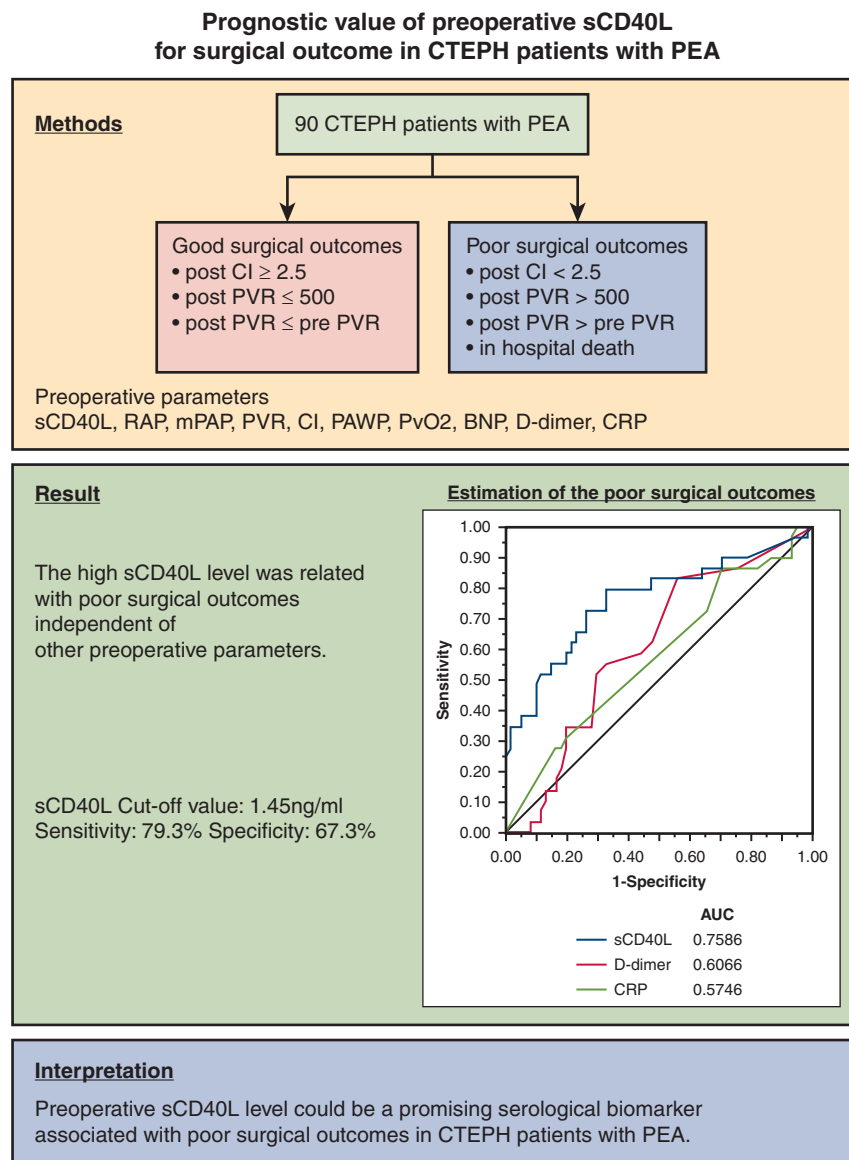 Prognostic value of preoperative sCD40L
for surgical outcome in CTEPH patients with PEA
Methods
90 CTEPH patients with PEA
Good surgical outcomes
• post CI ≥ 2.5
• post PVR ≤ 500
• post PVR ≤ pre PVR
Poor surgical outcomes
• post CI < 2.5
• post PVR > 500
• post PVR > pre PVR
• in hospital death
Preoperative parameters
sCD40L, RAP, mPAP, PVR, CI, PAWP, PvO2, BNP, D-dimer, CRP
Result
The high sCD40L level was related
with poor surgical outcomes
independent of
other preoperative parameters.
sCD40L Cut-off value: 1.45ng/ml
Sensitivity: 79.3% Specificity: 67.3%
Estimation of the poor surgical outcomes
1.00
0.90
0.80
0.70
0.60
0.50
0.40
0.30
0.20
0.10
0.00
Sensitivity
0.00 0.20 0.40 0.60 0.80 1.00
1-Specificity
AUC
sCD40L 0.7586
D-dimer 0.6066
CRP 0.5746
Interpretation
Preoperative sCD40L level could be a promising serological biomarker
associated with poor surgical outcomes in CTEPH patients with PEA.